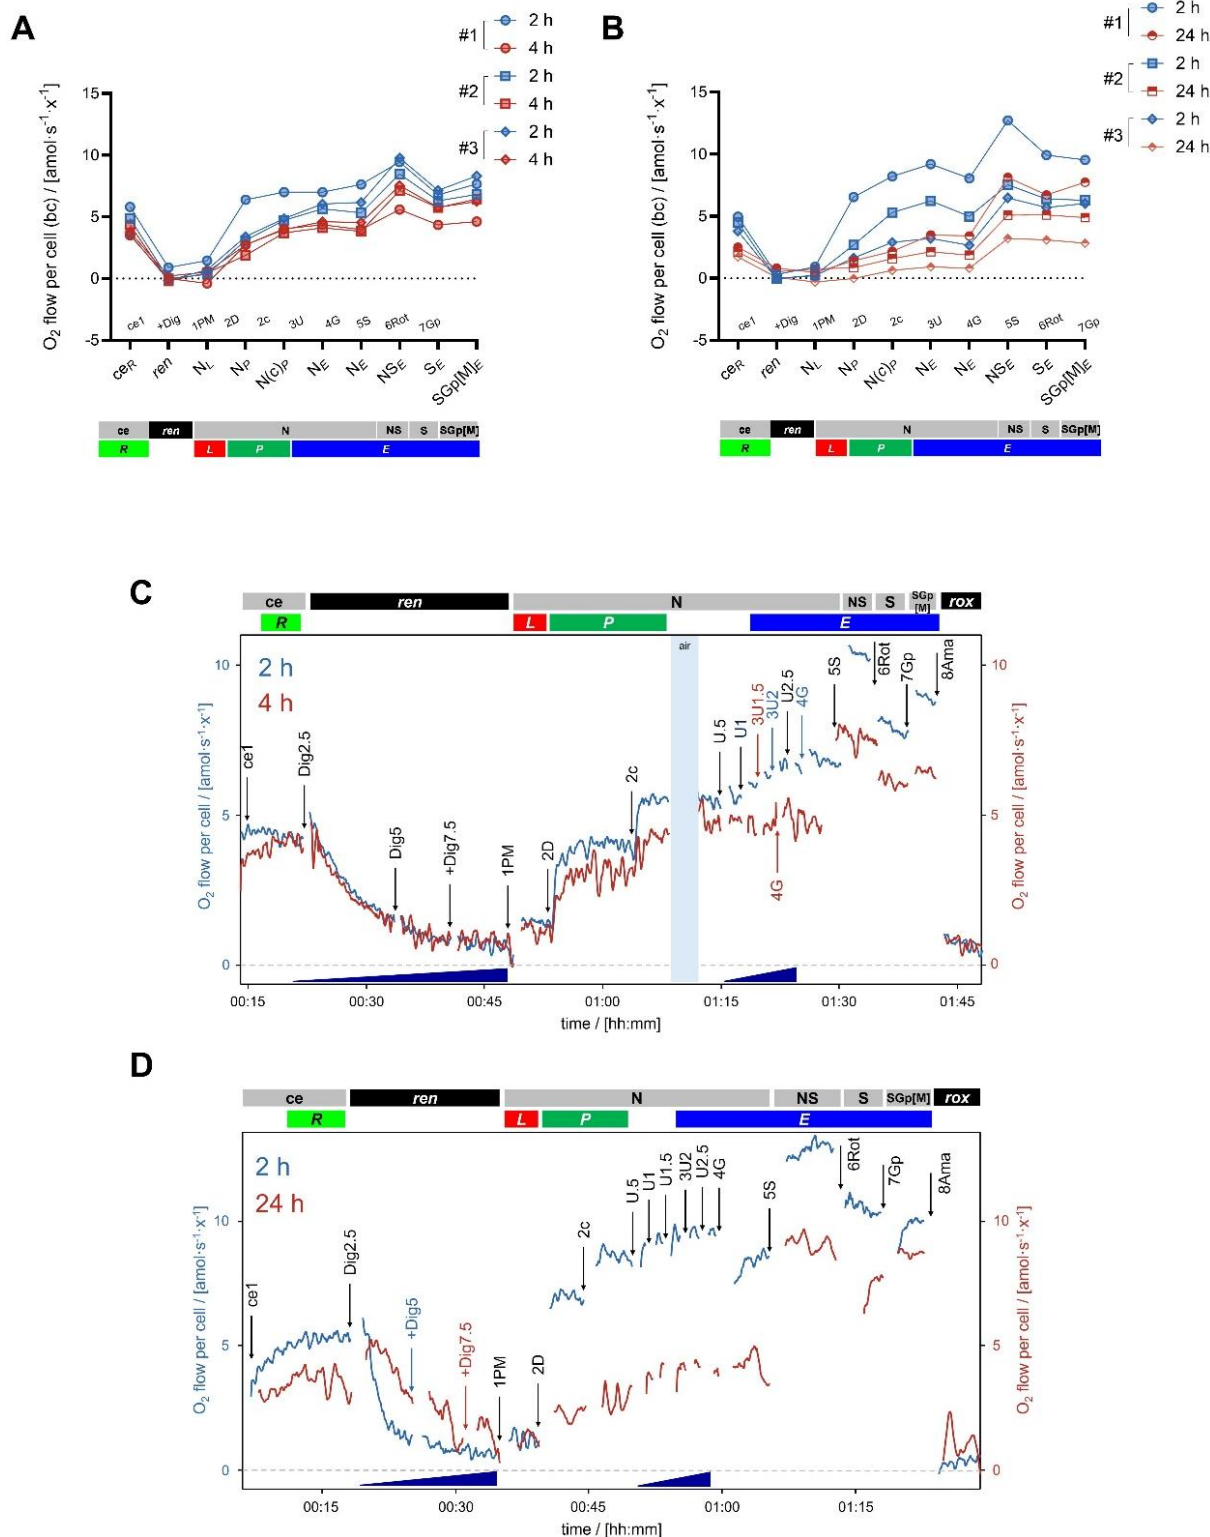 A
#1
2 h
4 h
#2
2 h
4 h
#3
2 h
4 h
O2 flow per cell (bc) / [amol·s-1·x-1]
15
10
5
0
-5
ce1 +Dig 1PM 2D 2c 3U 4G 5S 6Rot 7Gp
ceR ren NL NP N(c)P NE NE NSE SE SGp[M]E
ce ren N NS S SGp[M]
R L P E
B
#1
2 h
24 h
#2
2 h
24 h
#3
2 h
24 h
O2 flow per cell (bc) / [amol·s-1·x-1]
15
10
5
0
-5
ce1 +Dig 1PM 2D 2c 3U 4G 5S 6Rot 7Gp
ceR ren NL NP N(c)P NE NE NSE SE SGp[M]E
ce ren N NS S SGp[M]
R L P E
C
ce ren N NS S SGp [M] rox
R L P E
2 h
4 h
air
ce1 Dig2.5 Dig5 +Dig7.5 1PM 2D 2c U.5 U1 3U1.5 3U2 U2.5 4G 4G 5S 6Rot 7Gp 8Ama
O2 flow per cell / [amol·s-1·x-1]
10
5
0
O2 flow per cell / [amol·s-1·x-1]
10
5
0
00:15 00:30 00:45 01:00 01:15 01:30 01:45
time / [hh:mm]
D
ce ren N NS S SGp[M] rox
R L P E
2 h
24 h
ce1 Dig2.5 +Dig5 +Dig7.5 1PM 2D 2c U.5 U1 U1.5 3U2 U2.5 4G 5S 6Rot 7Gp 8Ama
O2 flow per cell / [amol·s-1·x-1]
10
5
0
O2 flow per cell / [amol·s-1·x-1]
10
5
0
00:15 00:30 00:45 01:00 01:15
time / [hh:mm]